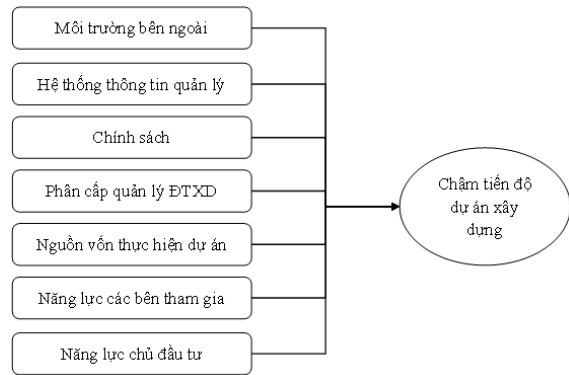 Môi trường bên ngoài
Hệ thống thông tin quản lý
Chính sách
Phân cấp quản lý ĐTXD
Nguồn vốn thực hiện dự án
Năng lực các bên tham gia
Năng lực chủ đầu tư
Chậm tiến độ
dự án xây
dựng